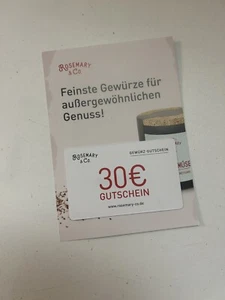 ROSEMARY
& CO
Feinste Gewürze für
außergewöhnlichen
Genuss!
ROSEMARY
& CO
GEWÜRZ GUTSCHEIN
30€
GUTSCHEIN
www.rosemary-co.de